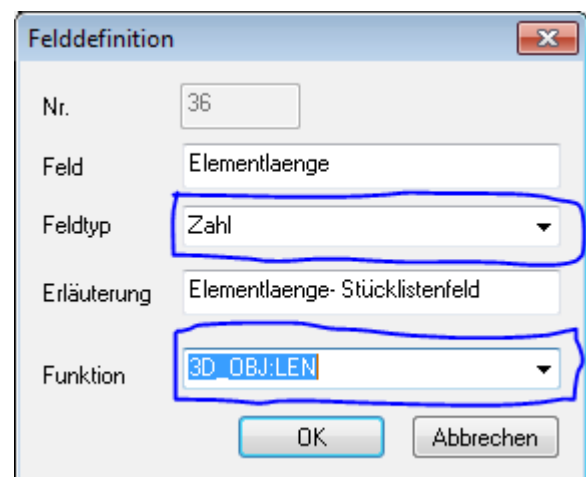 Felddefinition
Nr. 36
Feld Elementlaenge
Feldtyp Zahl
Erläuterung Elementlaenge- Stücklistenfeld
Funktion 3D_OBJ:LEN
OK Abbrechen